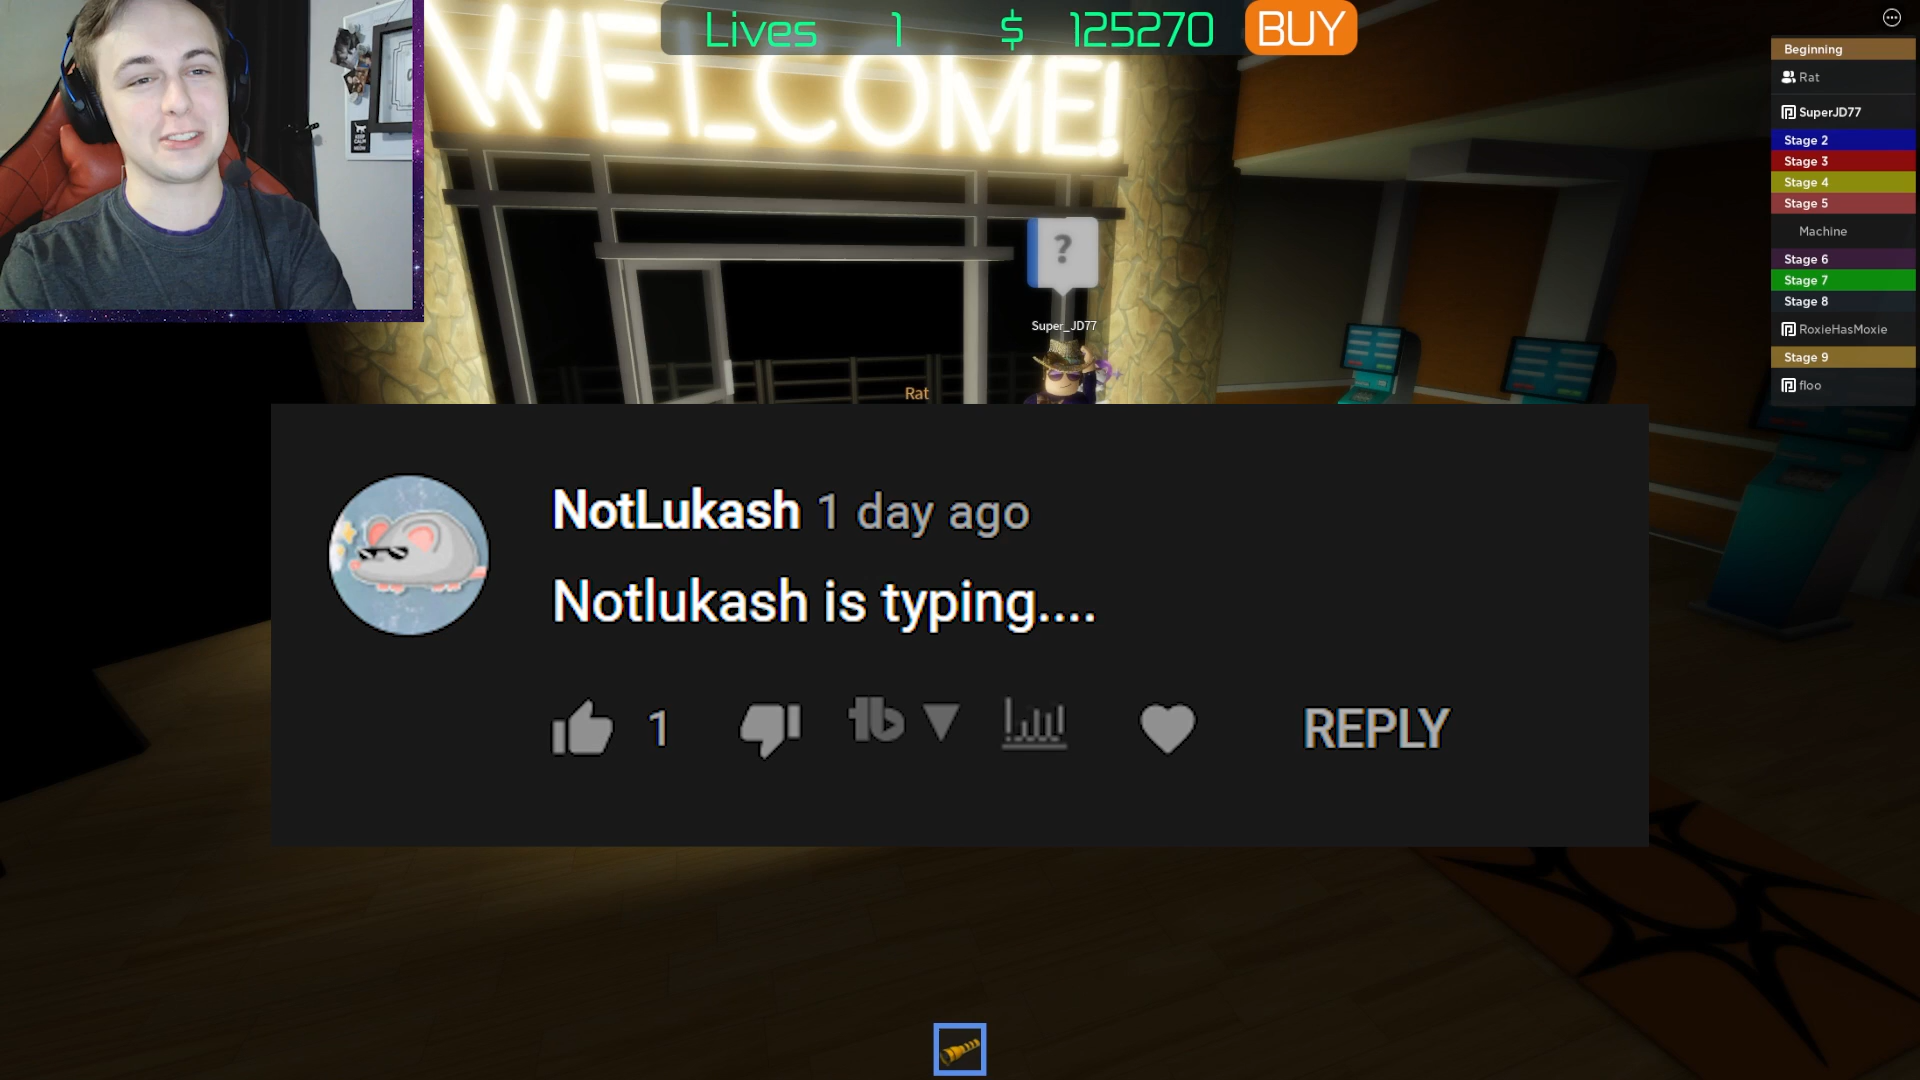 Lives 1 $ 125270 BUY
WELCOME!
?
Super_JD77
Rat
Beginning
Rat
SuperJD77
Stage 2
Stage 3
Stage 4
Stage 5
Machine
Stage 6
Stage 7
Stage 8
RoxieHasMoxie
Stage 9
floo
NotLukash 1 day ago
Notlukash is typing....
1
REPLY